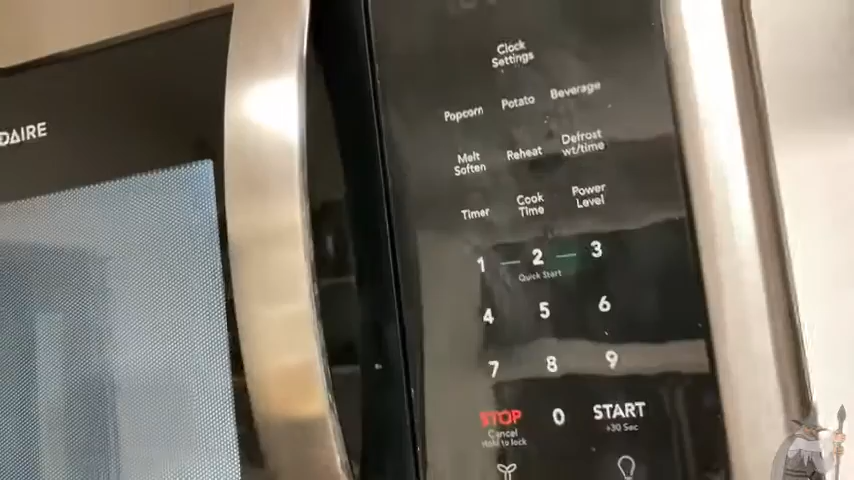 DAIRE
Clock
Settings
Popcorn Potato Beverage
Melt
Soften
Reheat
Defrost
wt/time
Timer
Cook
Time
Power
Level
1 — 2 — 3
Quick Start
4 5 6
7 8 9
STOP 0 START
Cancel
Hold to lock
+30 Sec